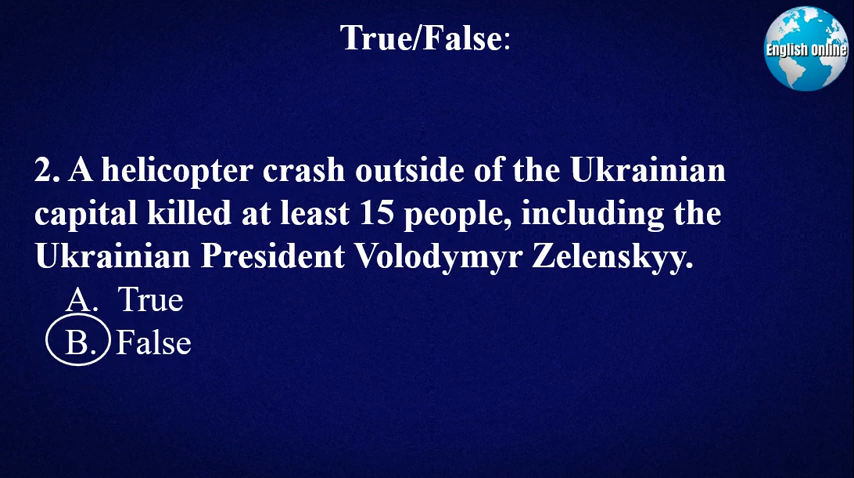 True/False:
English Online
2. A helicopter crash outside of the Ukrainian
capital killed at least 15 people, including the
Ukrainian President Volodymyr Zelenskyy.
A. True
B. False